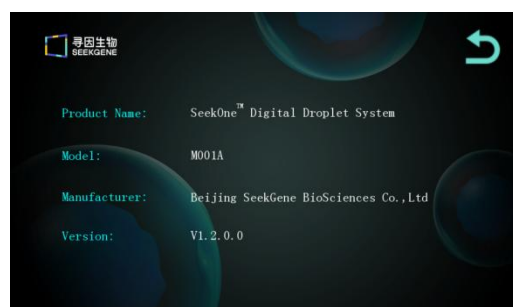 寻因生物
SEEKGENE
Product Name: SeekOne™ Digital Droplet System
Model: M001A
Manufacturer: Beijing SeekGene BioSciences Co.,Ltd
Version: V1.2.0.0